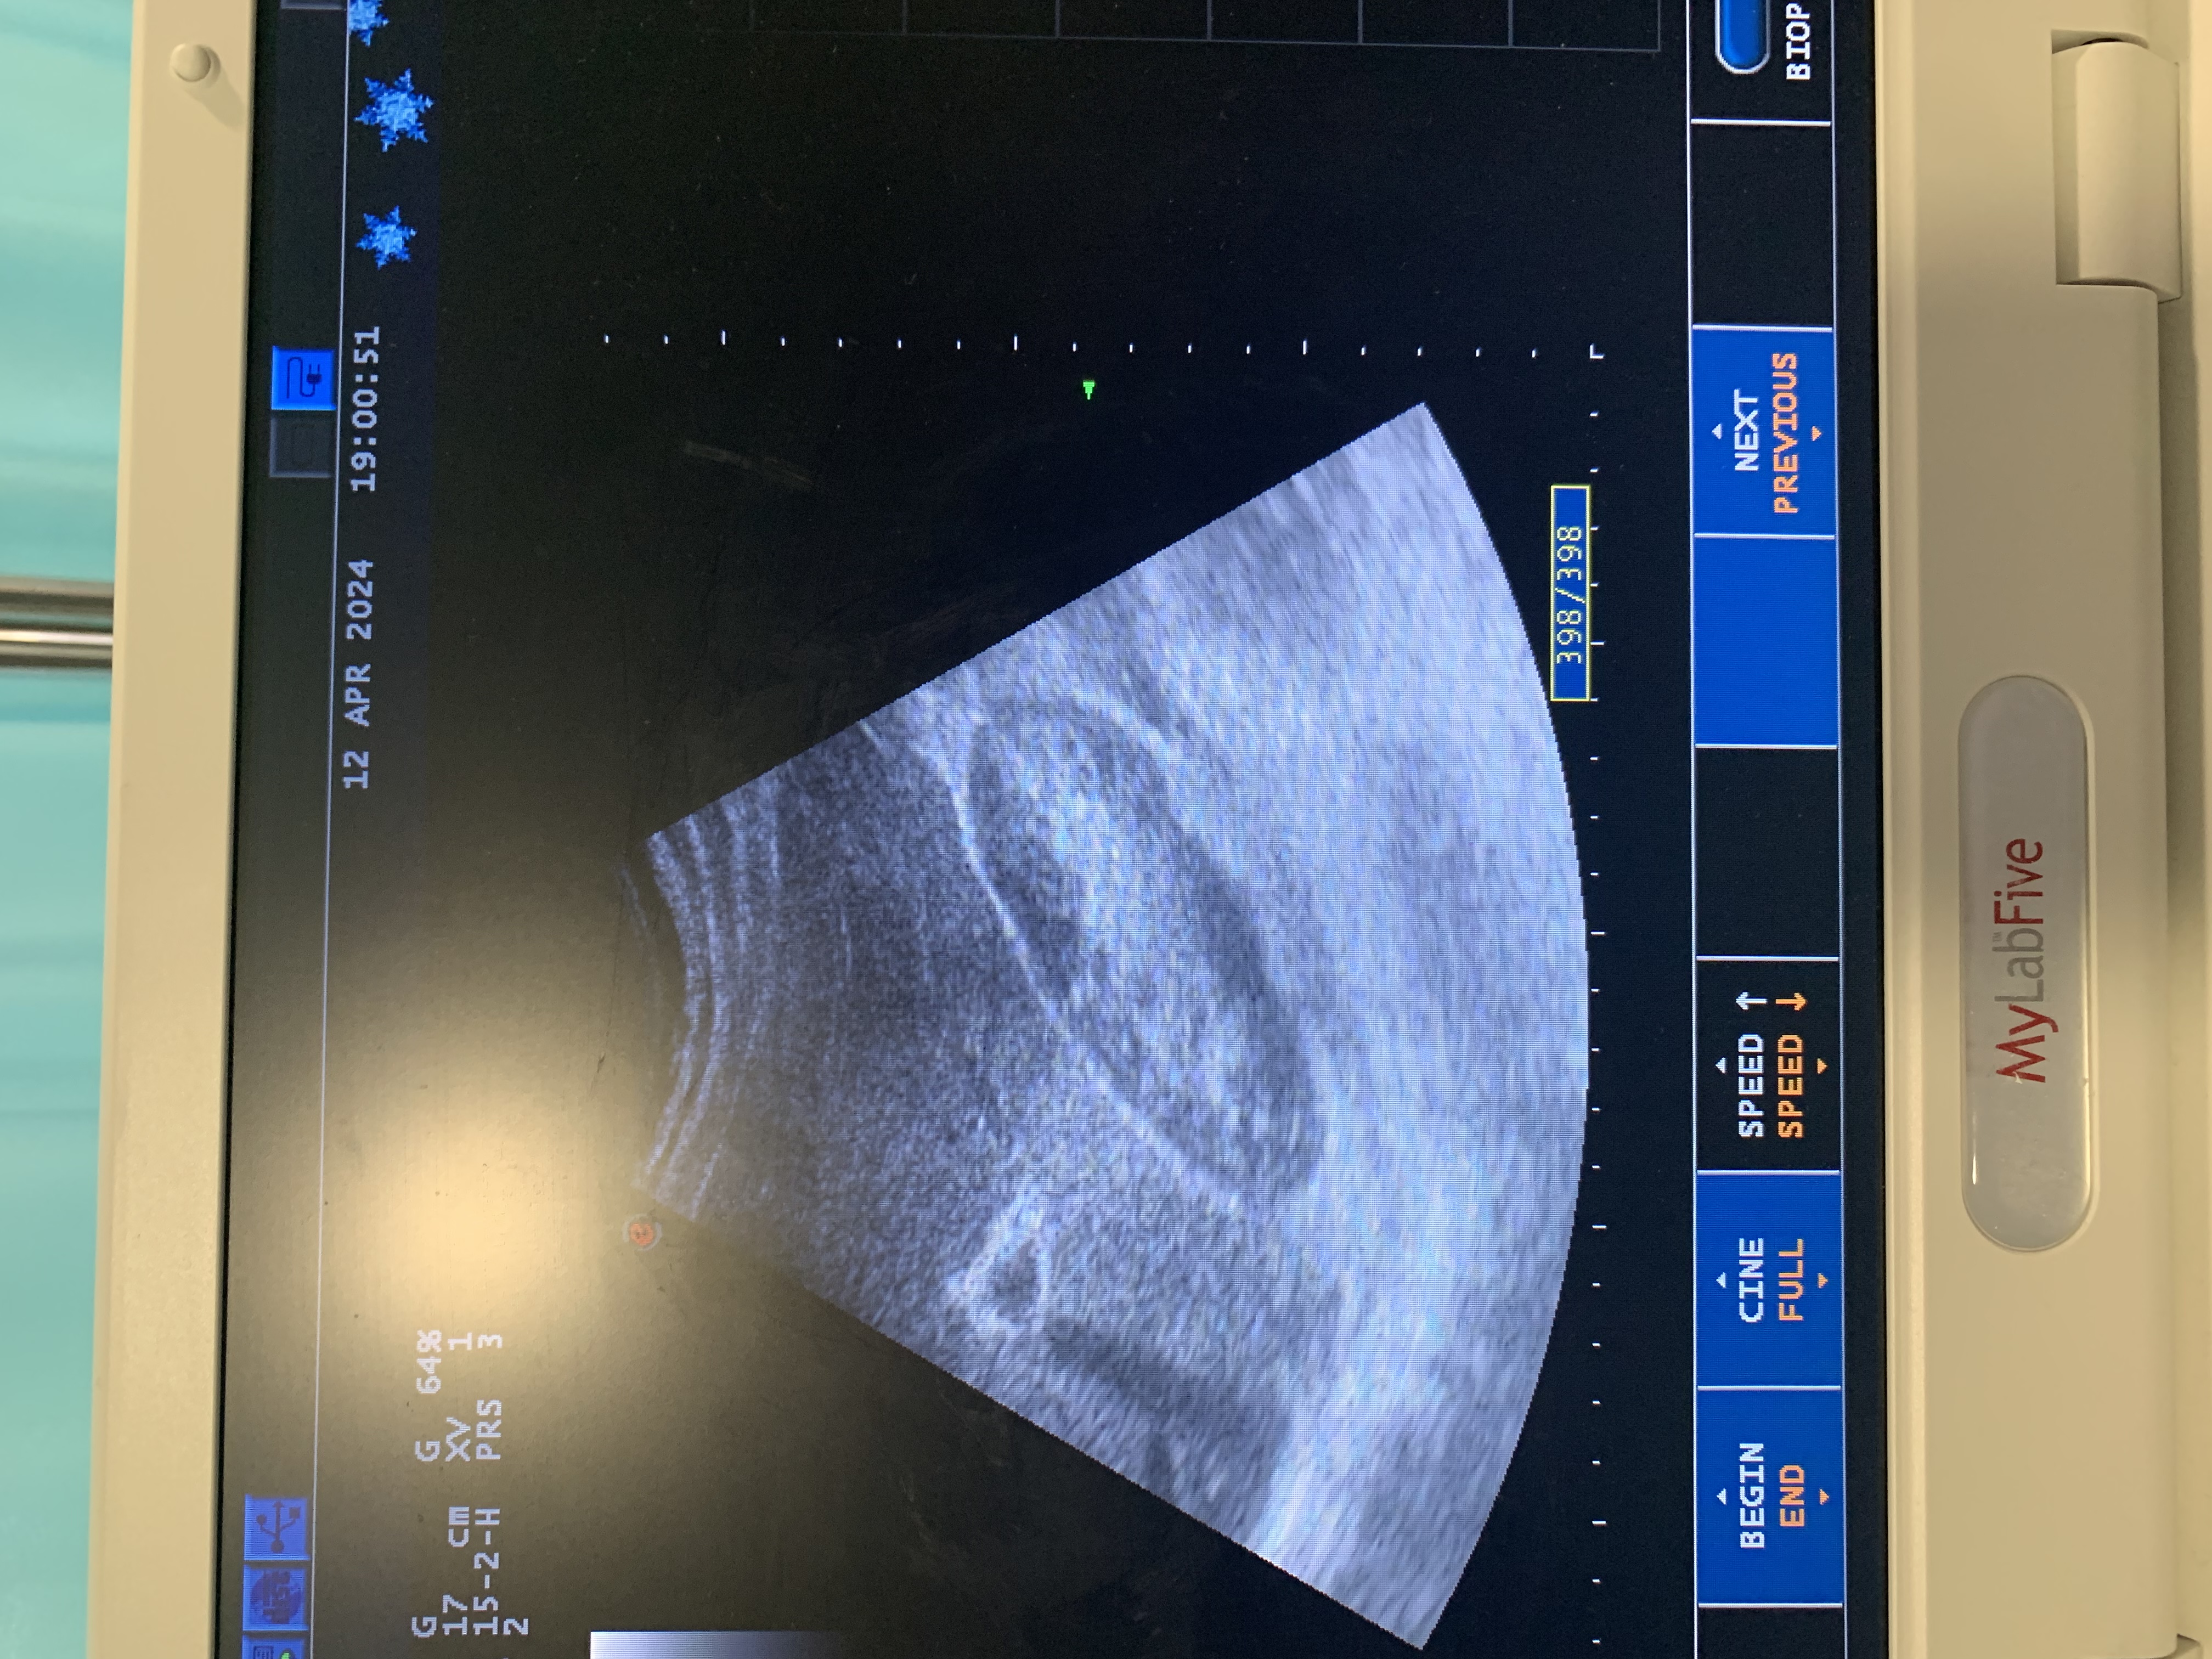 12 APR 2024 19:00:51
G G 64%
17 cm XV 1
15-2-H PRS 3
2
398/398
BEGIN CINE SPEED ↑ NEXT
END FULL SPEED ↓ PREVIOUS
BIOP
MyLab™Five